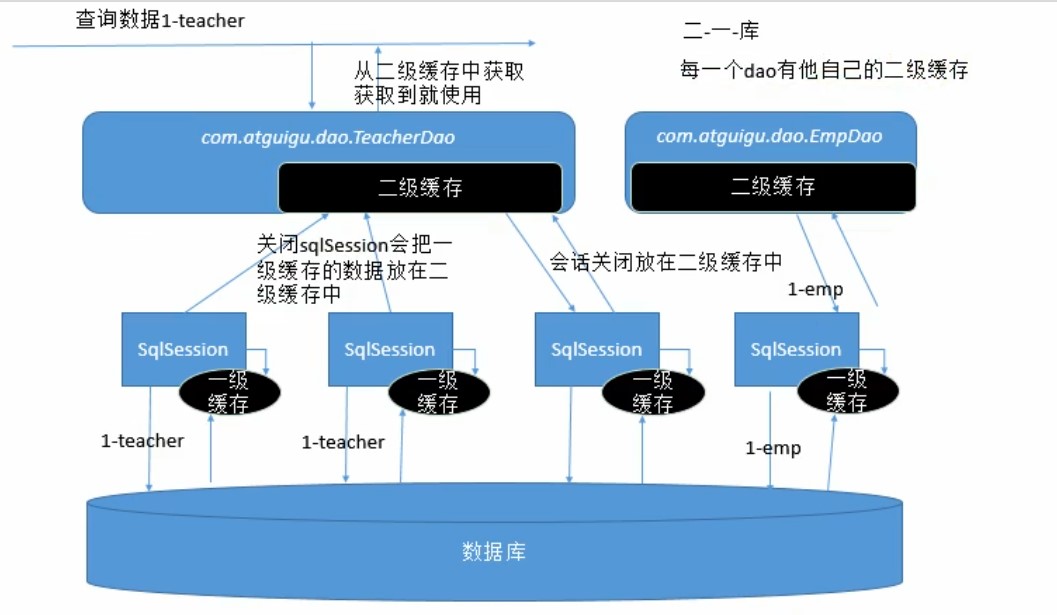 查询数据1-teacher
二-一-库
从二级缓存中获取
获取到就使用
每一个dao有他自己的二级缓存
com.atguigu.dao.TeacherDao
二级缓存
com.atguigu.dao.EmpDao
二级缓存
关闭sqlSession会把一
级缓存的数据放在二
级缓存中
会话关闭放在二级缓存中
1-emp
SqlSession
一级
缓存
SqlSession
一级
缓存
SqlSession
一级
缓存
SqlSession
一级
缓存
1-teacher
1-teacher
1-emp
数据库